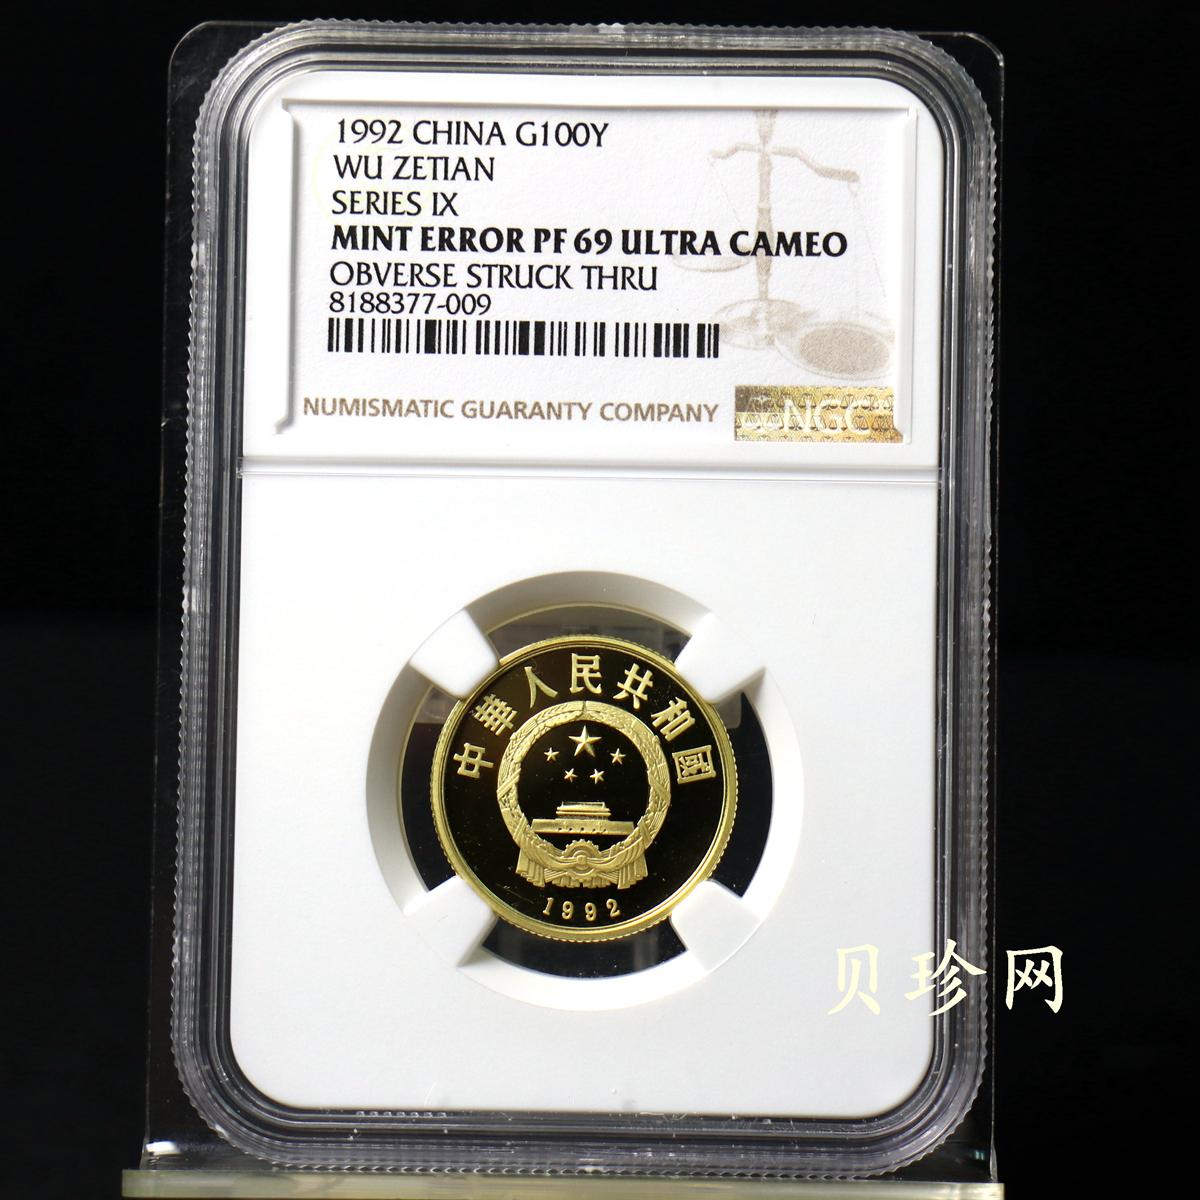 1992 CHINA G100Y
WU ZETIAN
SERIES IX
MINT ERROR PF 69 ULTRA CAMEO
OBVERSE STRUCK THRU
8188377-009
NUMISMATIC GUARANTY COMPANY
NGC
中華人民共和國
1992
贝珍网